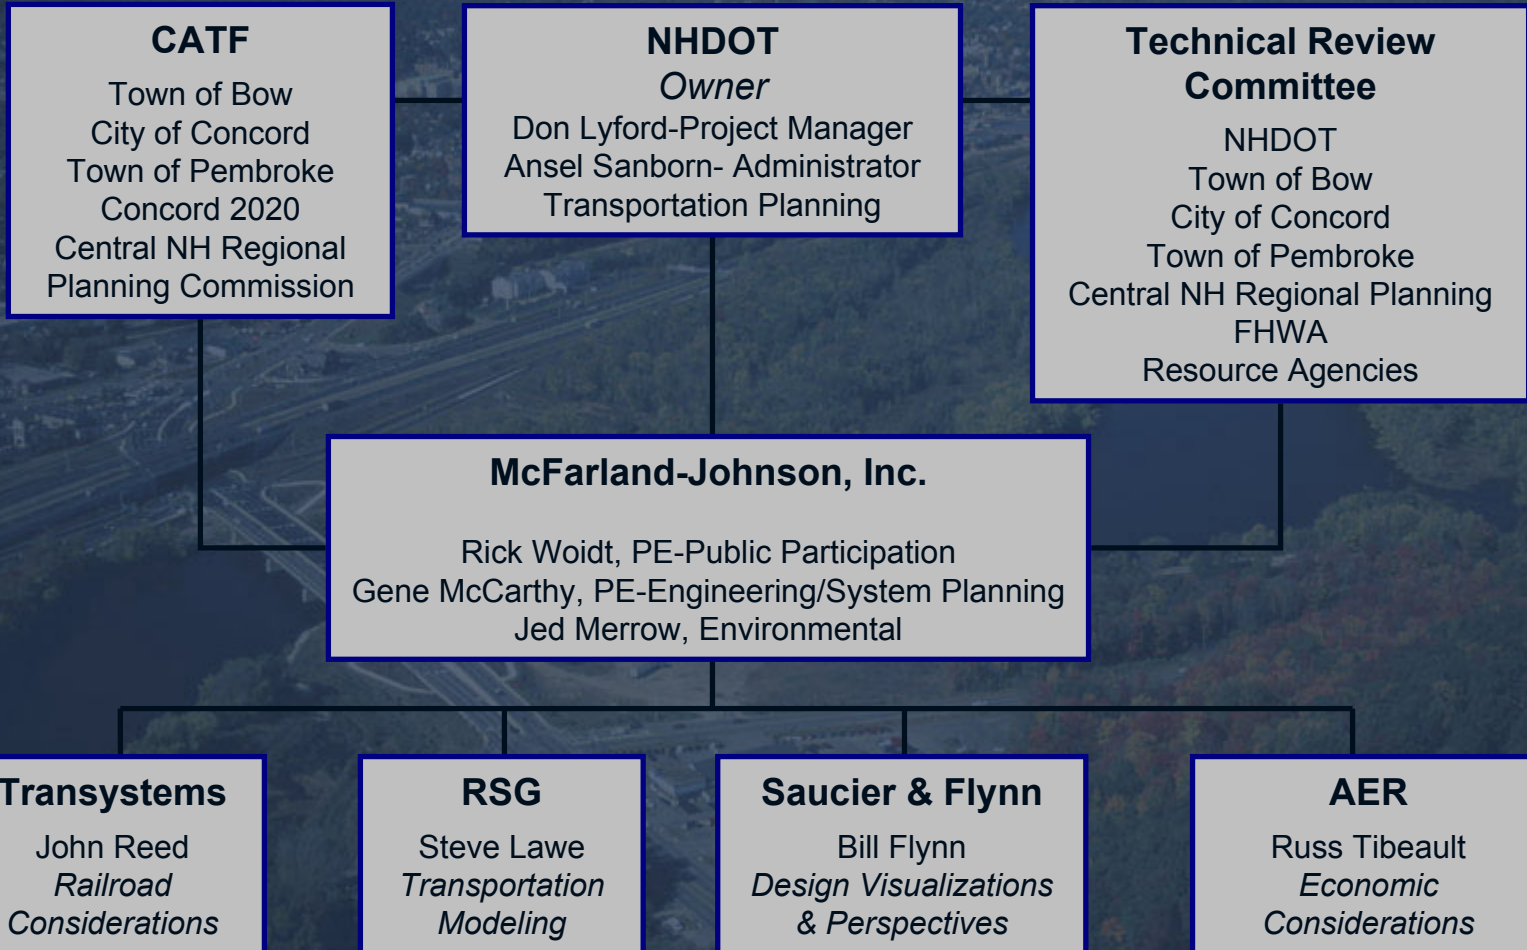 CATF
Town of Bow
City of Concord
Town of Pembroke
Concord 2020
Central NH Regional
Planning Commission
NHDOT
Owner
Don Lyford-Project Manager
Ansel Sanborn- Administrator
Transportation Planning
Technical Review
Committee
NHDOT
Town of Bow
City of Concord
Town of Pembroke
Central NH Regional Planning
FHWA
Resource Agencies
McFarland-Johnson, Inc.
Rick Woidt, PE-Public Participation
Gene McCarthy, PE-Engineering/System Planning
Jed Merrow, Environmental
Transystems
John Reed
Railroad
Considerations
RSG
Steve Lawe
Transportation
Modeling
Saucier & Flynn
Bill Flynn
Design Visualizations
& Perspectives
AER
Russ Tibeault
Economic
Considerations